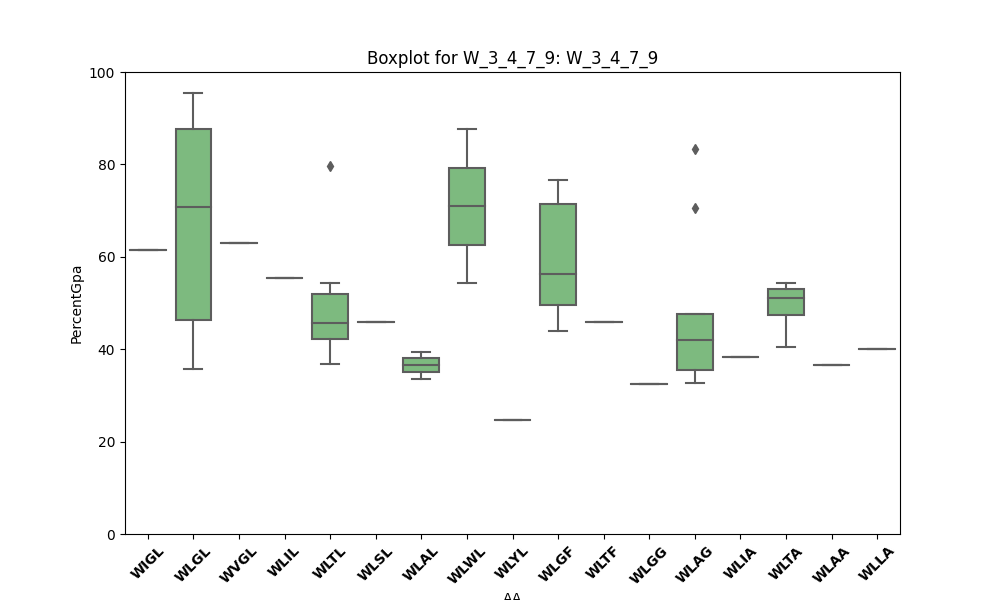 Boxplot for W_3_4_7_9: W_3_4_7_9
100
80
60
40
20
0
PercentGpa
WIGL
WLGL
WVGL
WLIL
WLTL
WLSL
WLAL
WLWL
WLYL
WLGF
WLTF
WLGG
WLAG
WLIA
WLTA
WLAA
WLLA
AA